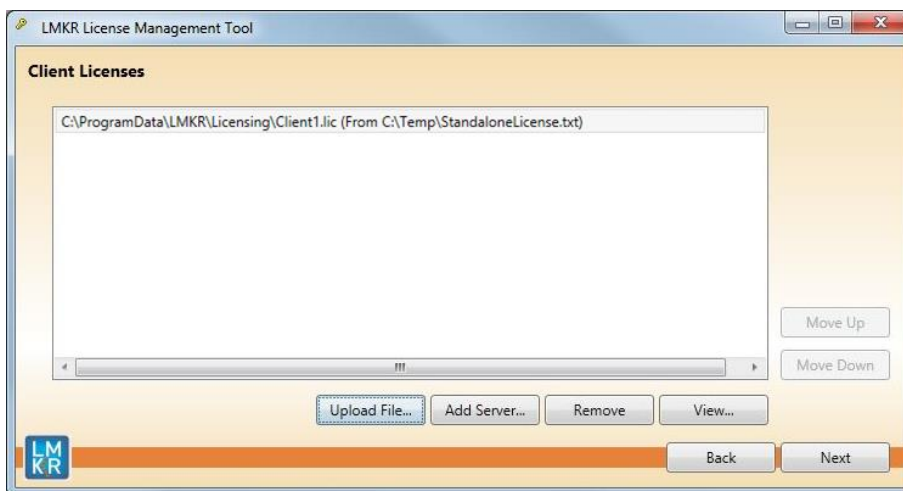 LMKR License Management Tool
Client Licenses
C:\ProgramData\LMKR\Licensing\Client1.lic (From C:\Temp\StandaloneLicense.txt)
Move Up
Move Down
Upload File... Add Server... Remove View...
LM
KR
Back Next